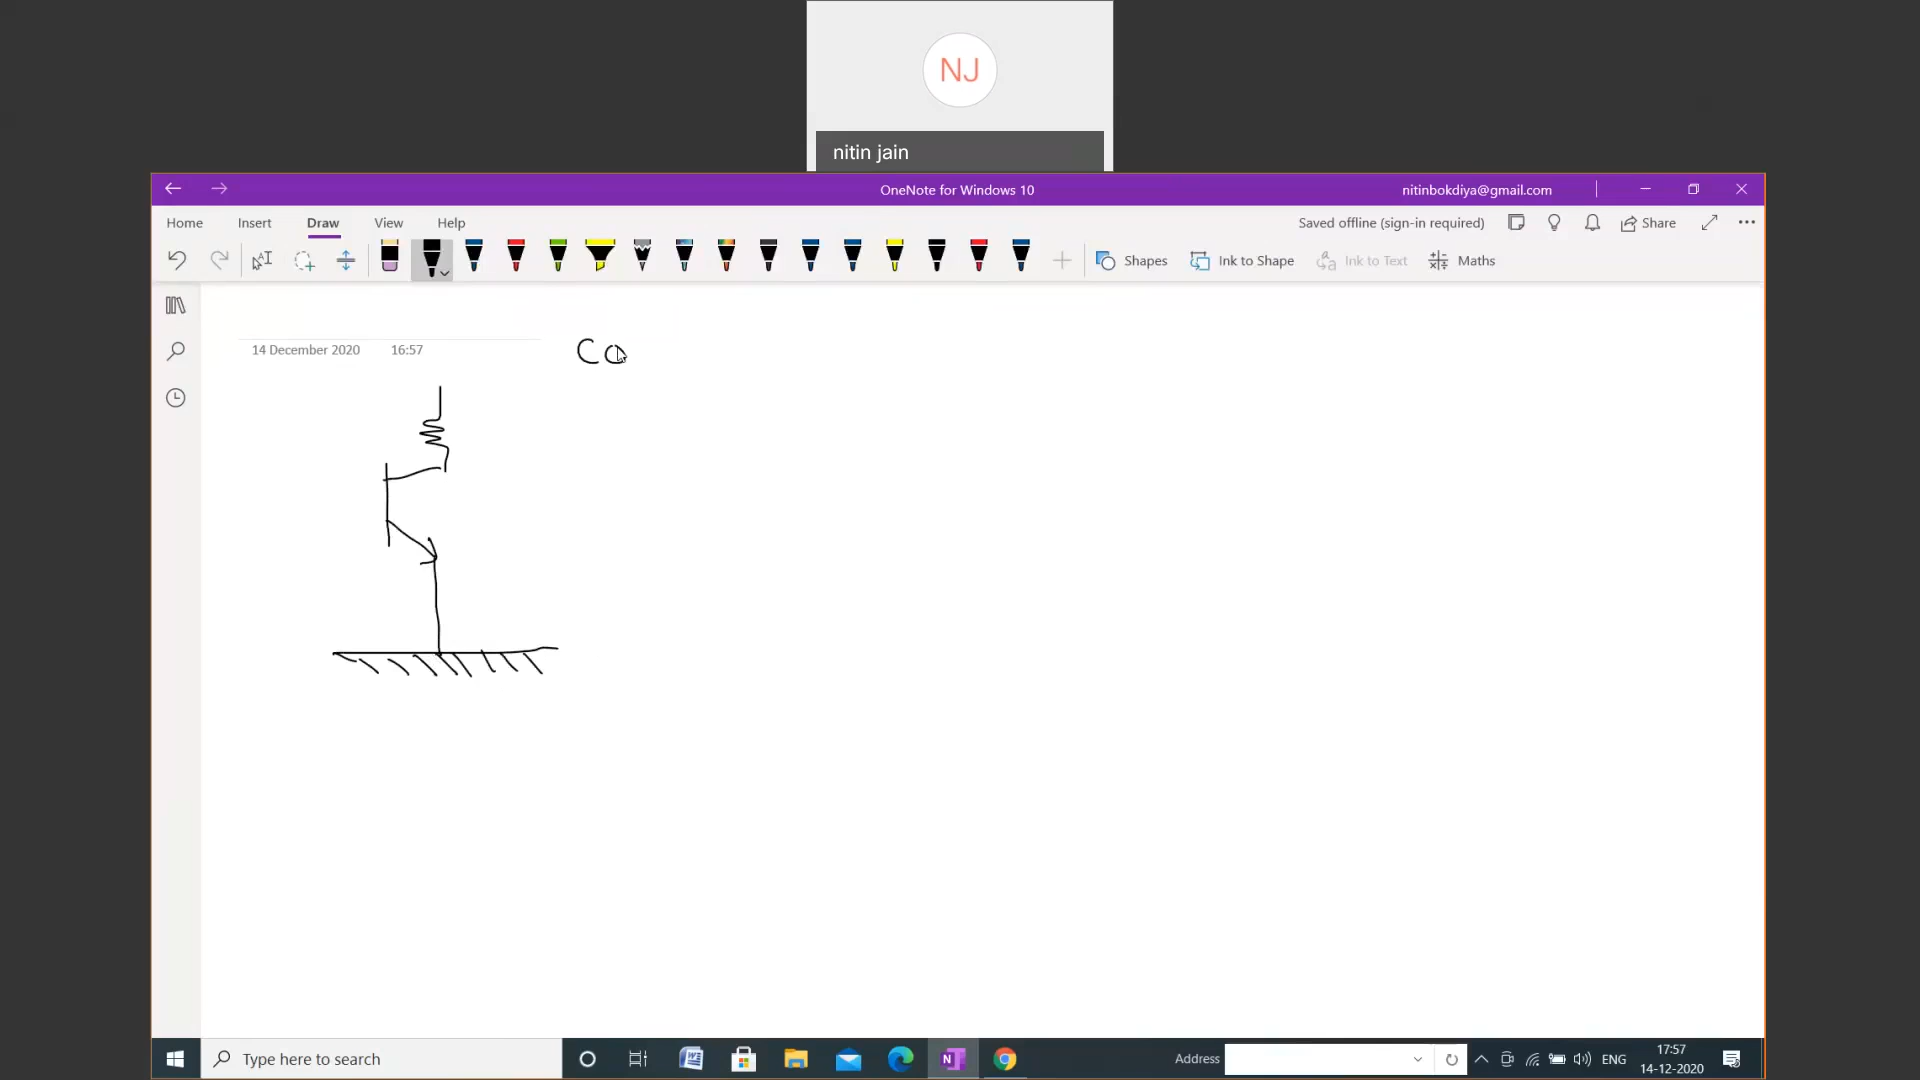 NJ
nitin jain
OneNote for Windows 10
nitinbokdiya@gmail.com
Home Insert Draw View Help
Saved offline (sign-in required)
Share
Shapes
Ink to Shape
Ink to Text
Maths
14 December 2020 16:57
Co
Type here to search
Address
ENG
17:57
14-12-2020